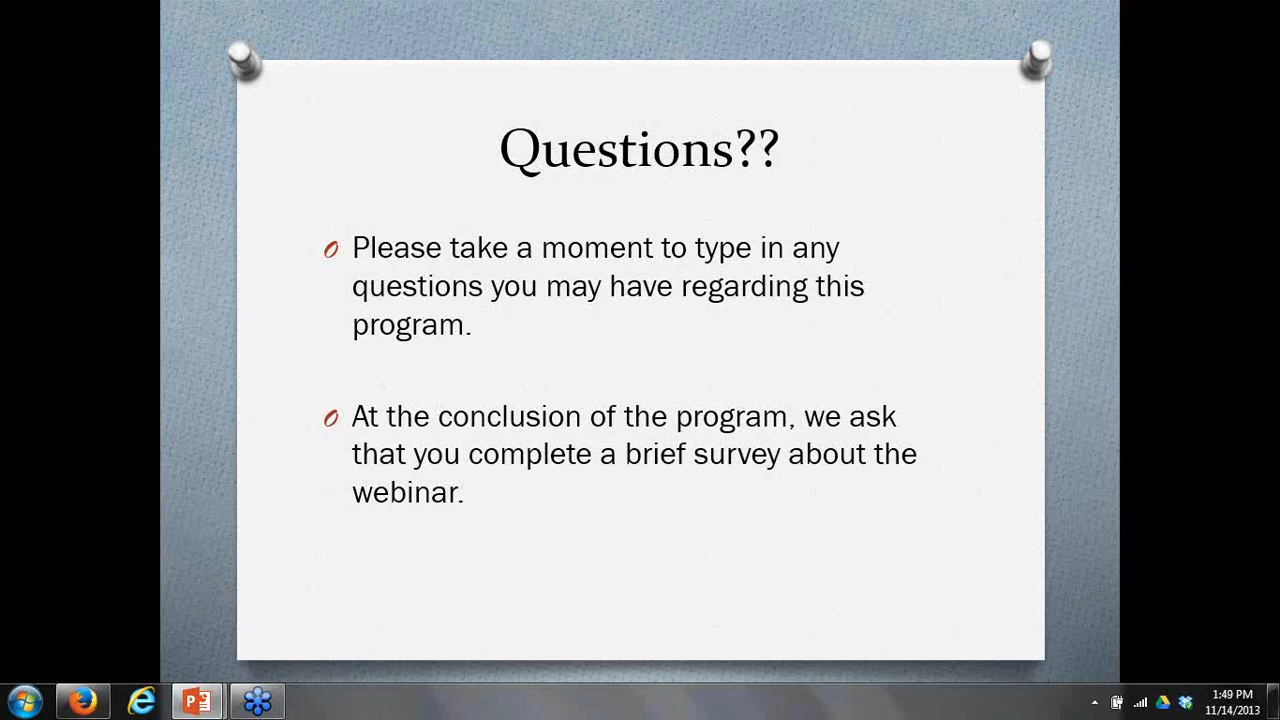 Questions??
Please take a moment to type in any
questions you may have regarding this
program.
At the conclusion of the program, we ask
that you complete a brief survey about the
webinar.
1:49 PM
11/14/2013